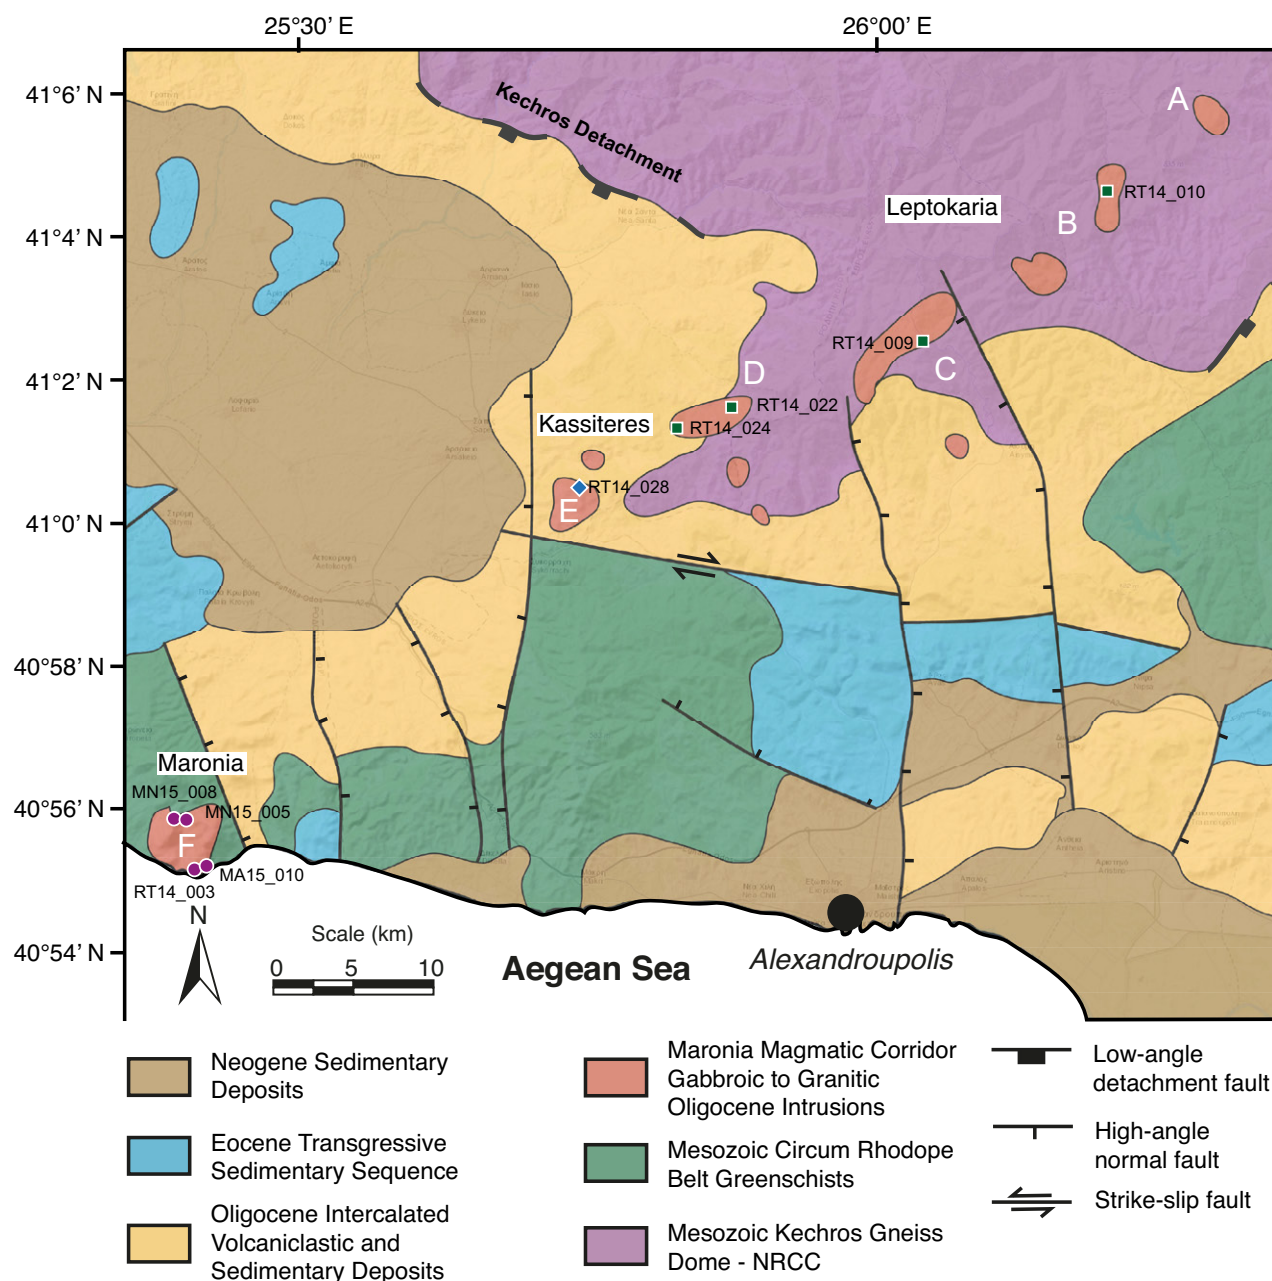 25°30' E
26°00' E
41°6' N
41°4' N
41°2' N
41°0' N
40°58' N
40°56' N
40°54' N
Kechros Detachment
A
RT14_010
Leptokaria
B
RT14_009
C
D
RT14_022
Kassiteres
RT14_024
RT14_028
E
Maronia
MN15_008
MN15_005
F
MA15_010
RT14_003
N
Scale (km)
0 5 10
Aegean Sea
Alexandroupolis
Neogene Sedimentary
Deposits
Eocene Transgressive
Sedimentary Sequence
Oligocene Intercalated
Volcaniclastic and
Sedimentary Deposits
Maronia Magmatic Corridor
Gabbroic to Granitic
Oligocene Intrusions
Mesozoic Circum Rhodope
Belt Greenschists
Mesozoic Kechros Gneiss
Dome - NRCC
Low-angle
detachment fault
High-angle
normal fault
Strike-slip fault